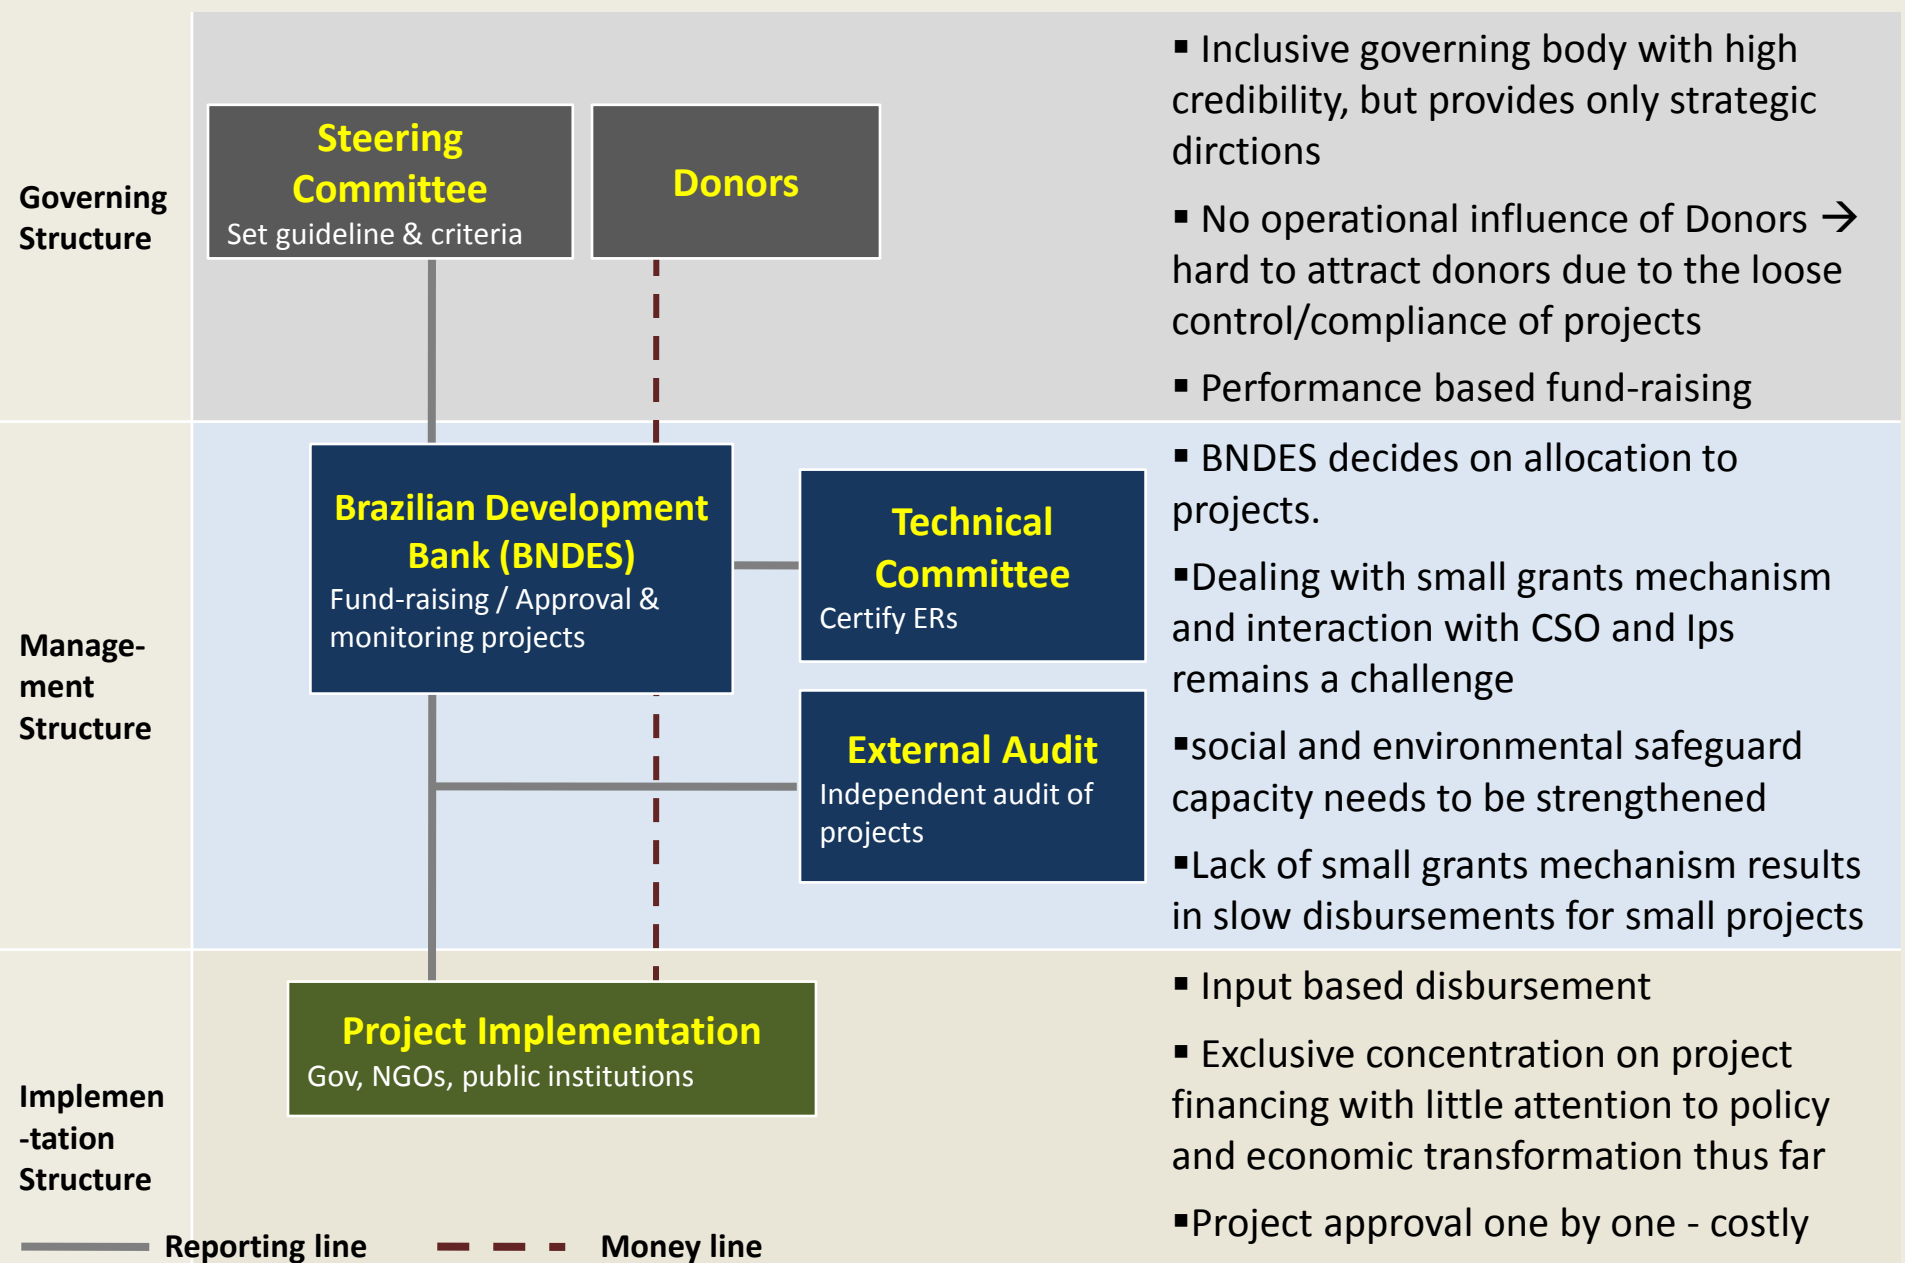 Governing
Structure
Steering
Committee
Set guideline & criteria
Donors
▪ Inclusive governing body with high
credibility, but provides only strategic
dirctions
▪ No operational influence of Donors →
hard to attract donors due to the loose
control/compliance of projects
▪ Performance based fund-raising
Manage-
ment
Structure
Brazilian Development
Bank (BNDES)
Fund-raising / Approval &
monitoring projects
Technical
Committee
Certify ERs
External Audit
Independent audit of
projects
▪ BNDES decides on allocation to
projects.
▪Dealing with small grants mechanism
and interaction with CSO and Ips
remains a challenge
▪social and environmental safeguard
capacity needs to be strengthened
▪Lack of small grants mechanism results
in slow disbursements for small projects
Implemen
-tation
Structure
Project Implementation
Gov, NGOs, public institutions
▪ Input based disbursement
▪ Exclusive concentration on project
financing with little attention to policy
and economic transformation thus far
▪Project approval one by one - costly
Reporting line
Money line